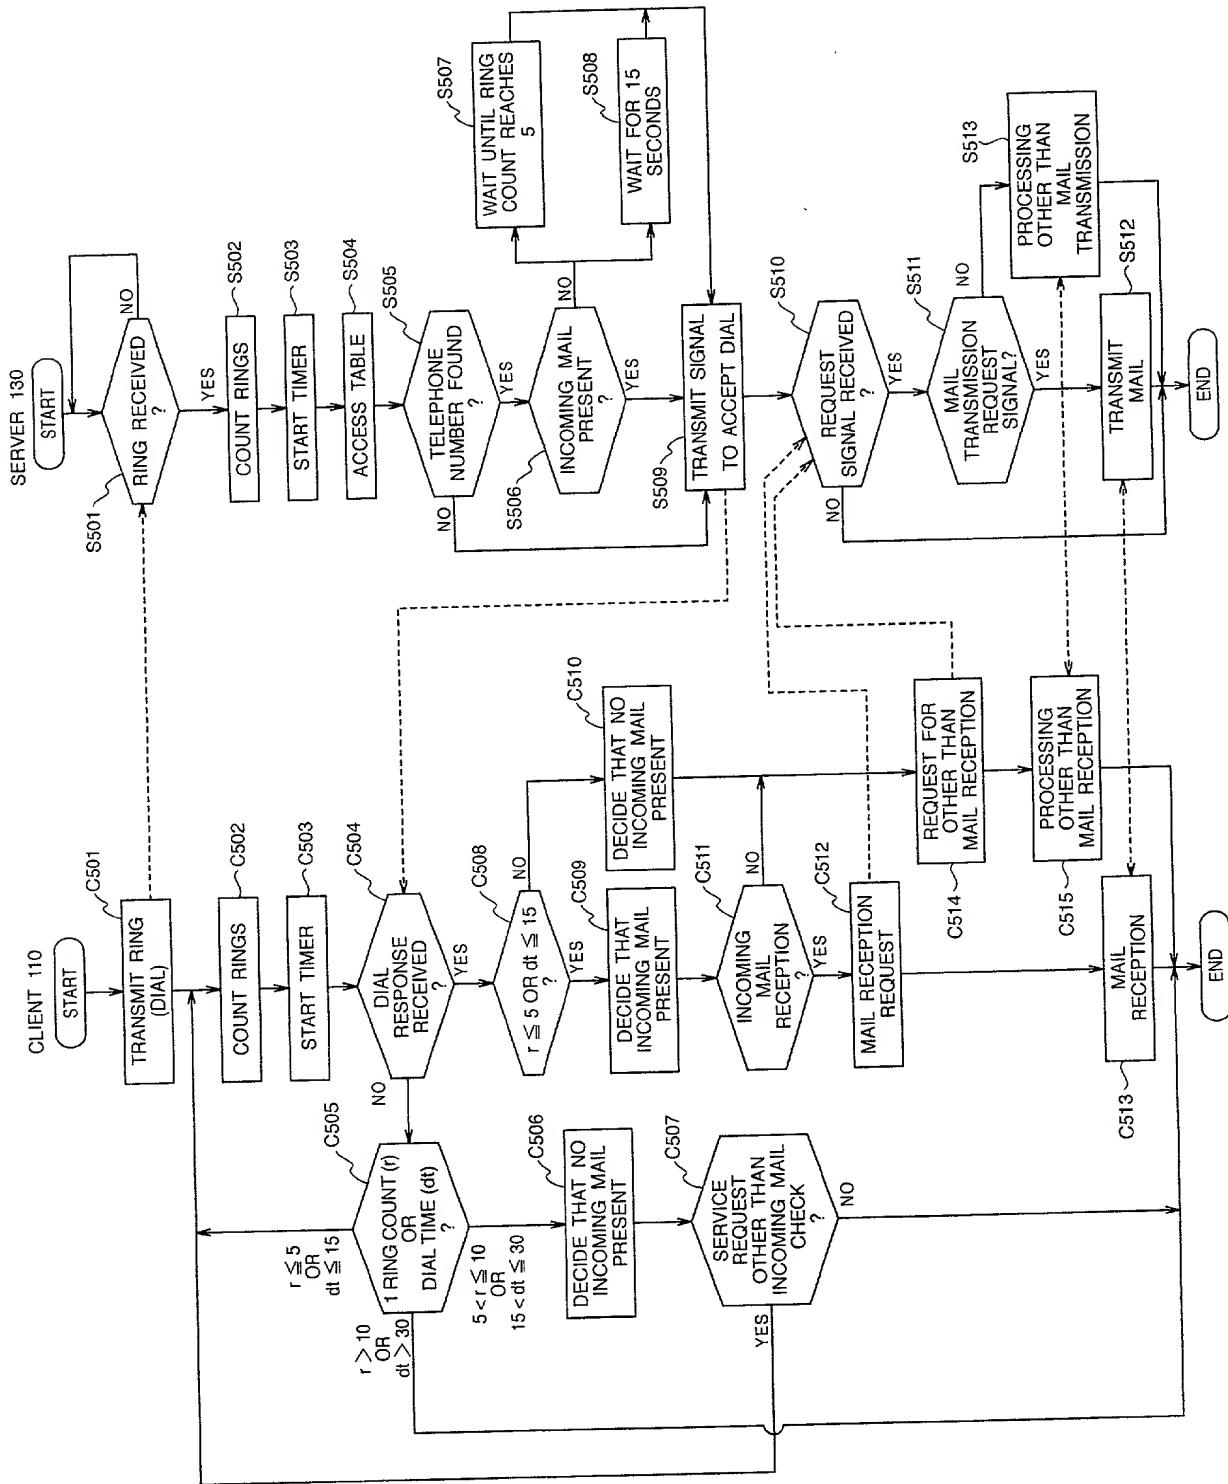 CLIENT 110
START
C501
TRANSMIT RING
(DIAL)
C502
COUNT RINGS
C503
START TIMER
C504
DIAL
RESPONSE
RECEIVED
?
NO
YES
C505
1 RING COUNT (r)
OR
DIAL TIME (dt)
?
r ≦ 5
OR
dt ≦ 15
r > 10
OR
dt > 30
5 < r ≦ 10
OR
15 < dt ≦ 30
C506
DECIDE THAT NO
INCOMING MAIL
PRESENT
C507
SERVICE
REQUEST
OTHER THAN
INCOMING MAIL
CHECK
?
YES
NO
C508
r ≦ 5 OR dt ≦ 15
?
NO
YES
C509
DECIDE THAT
INCOMING MAIL
PRESENT
C510
DECIDE THAT NO
INCOMING MAIL
PRESENT
C511
INCOMING
MAIL
RECEPTION
?
NO
YES
C512
MAIL RECEPTION
REQUEST
C514
REQUEST FOR
OTHER THAN
MAIL RECEPTION
C515
PROCESSING
OTHER THAN
MAIL RECEPTION
C513
MAIL
RECEPTION
END
SERVER 130
START
S501
RING RECEIVED
?
NO
YES
S502
COUNT RINGS
S503
START TIMER
S504
ACCESS TABLE
S505
TELEPHONE
NUMBER FOUND
?
NO
YES
S506
INCOMING MAIL
PRESENT
?
NO
YES
S507
WAIT UNTIL RING
COUNT REACHES
5
S508
WAIT FOR 15
SECONDS
S509
TRANSMIT SIGNAL
TO ACCEPT DIAL
S510
REQUEST
SIGNAL RECEIVED
?
NO
YES
S511
MAIL
TRANSMISSION
REQUEST
SIGNAL?
NO
YES
S513
PROCESSING
OTHER THAN
MAIL
TRANSMISSION
S512
TRANSMIT
MAIL
END